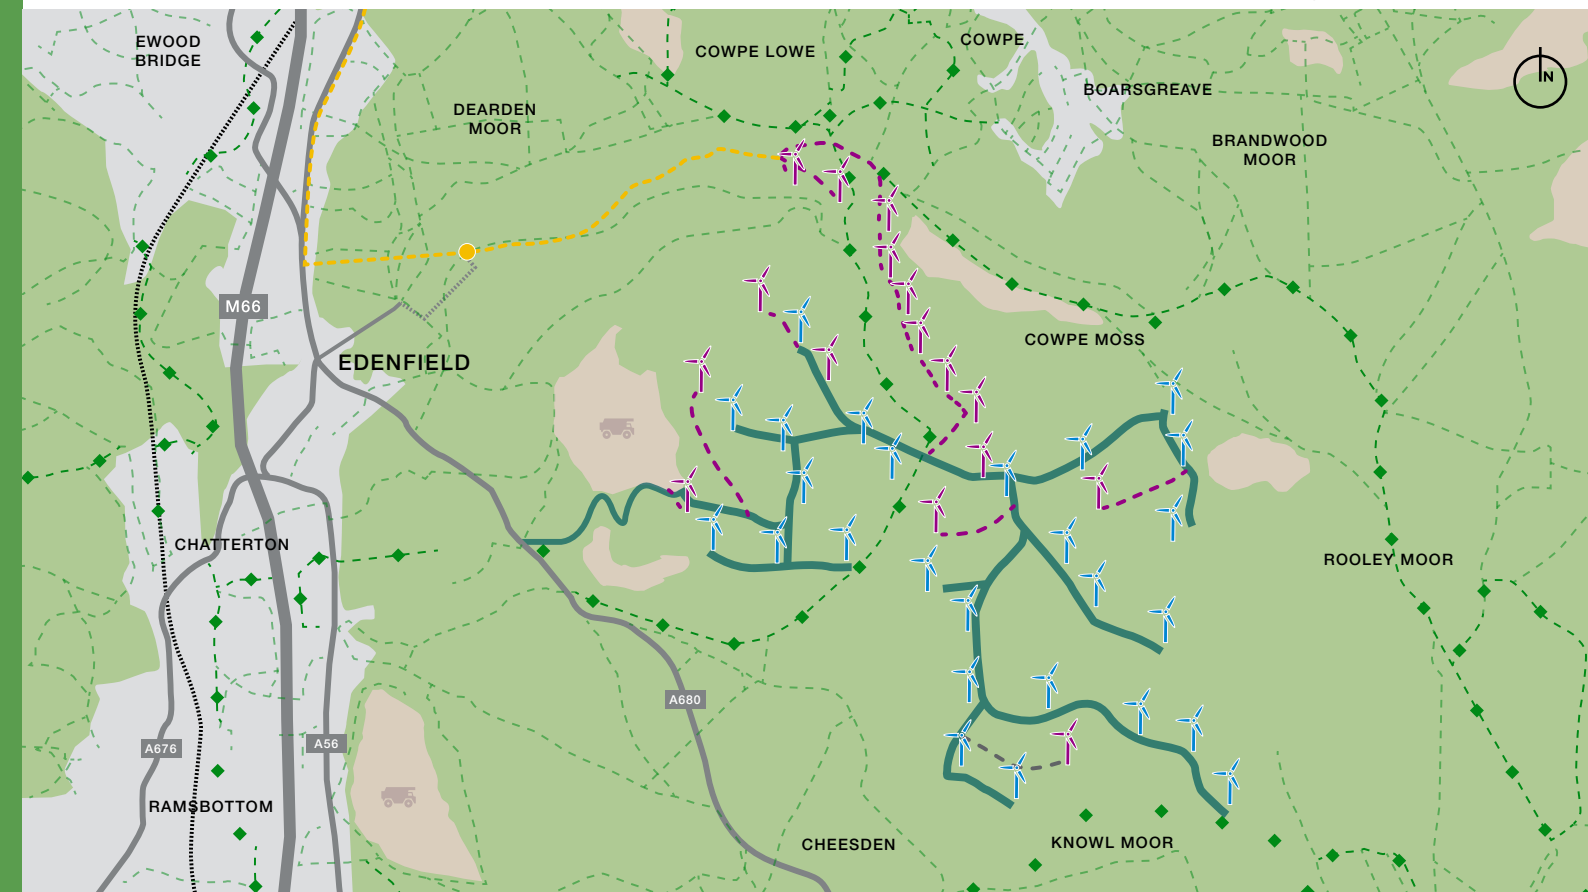 EWOOD
BRIDGE
COWPE LOWE
COWPE
BOARSGREAVE
N
DEARDEN
MOOR
BRANDWOOD
MOOR
M66
EDENFIELD
COWPE MOSS
CHATTERTON
ROOLEY MOOR
A680
A676
A56
RAMSBOTTOM
CHEESDEN
KNOWL MOOR